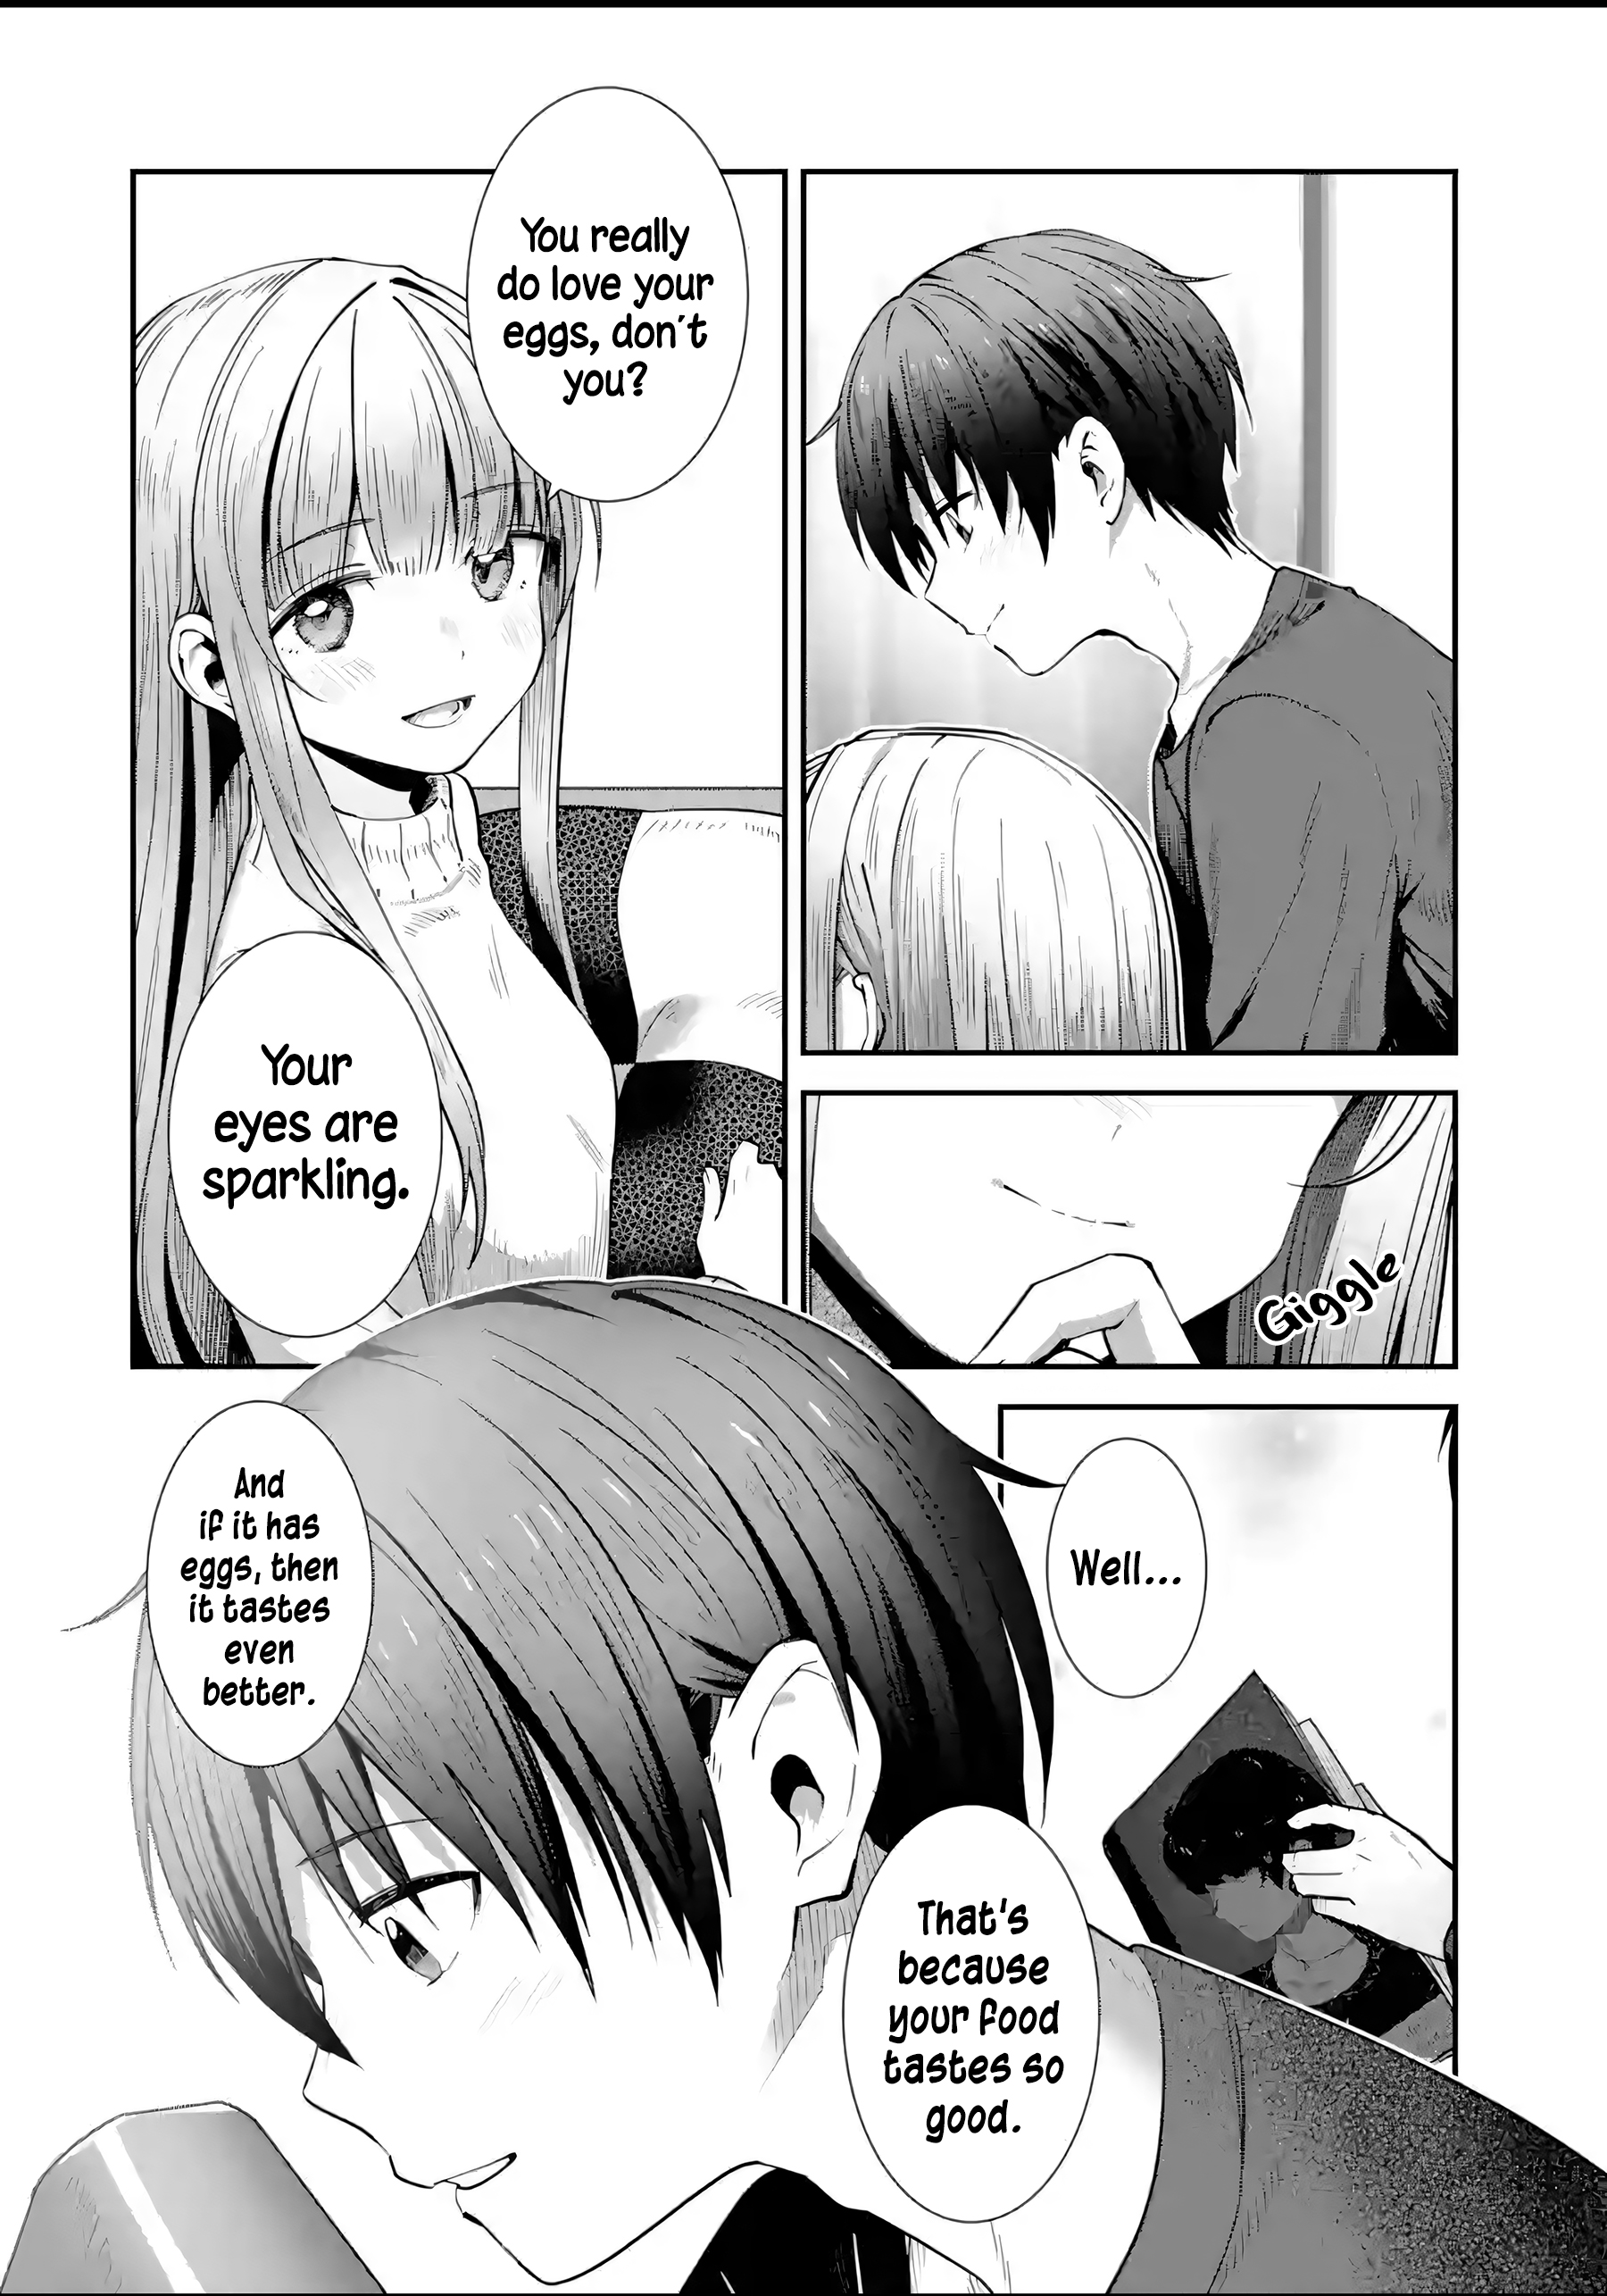 Giggle
You really
do love your
eggs, don't
you?
Your
eyes are
sparkling.
Well...
That's
because
your food
tastes so
good.
And
if it has
eggs, then
it tastes
even
better.